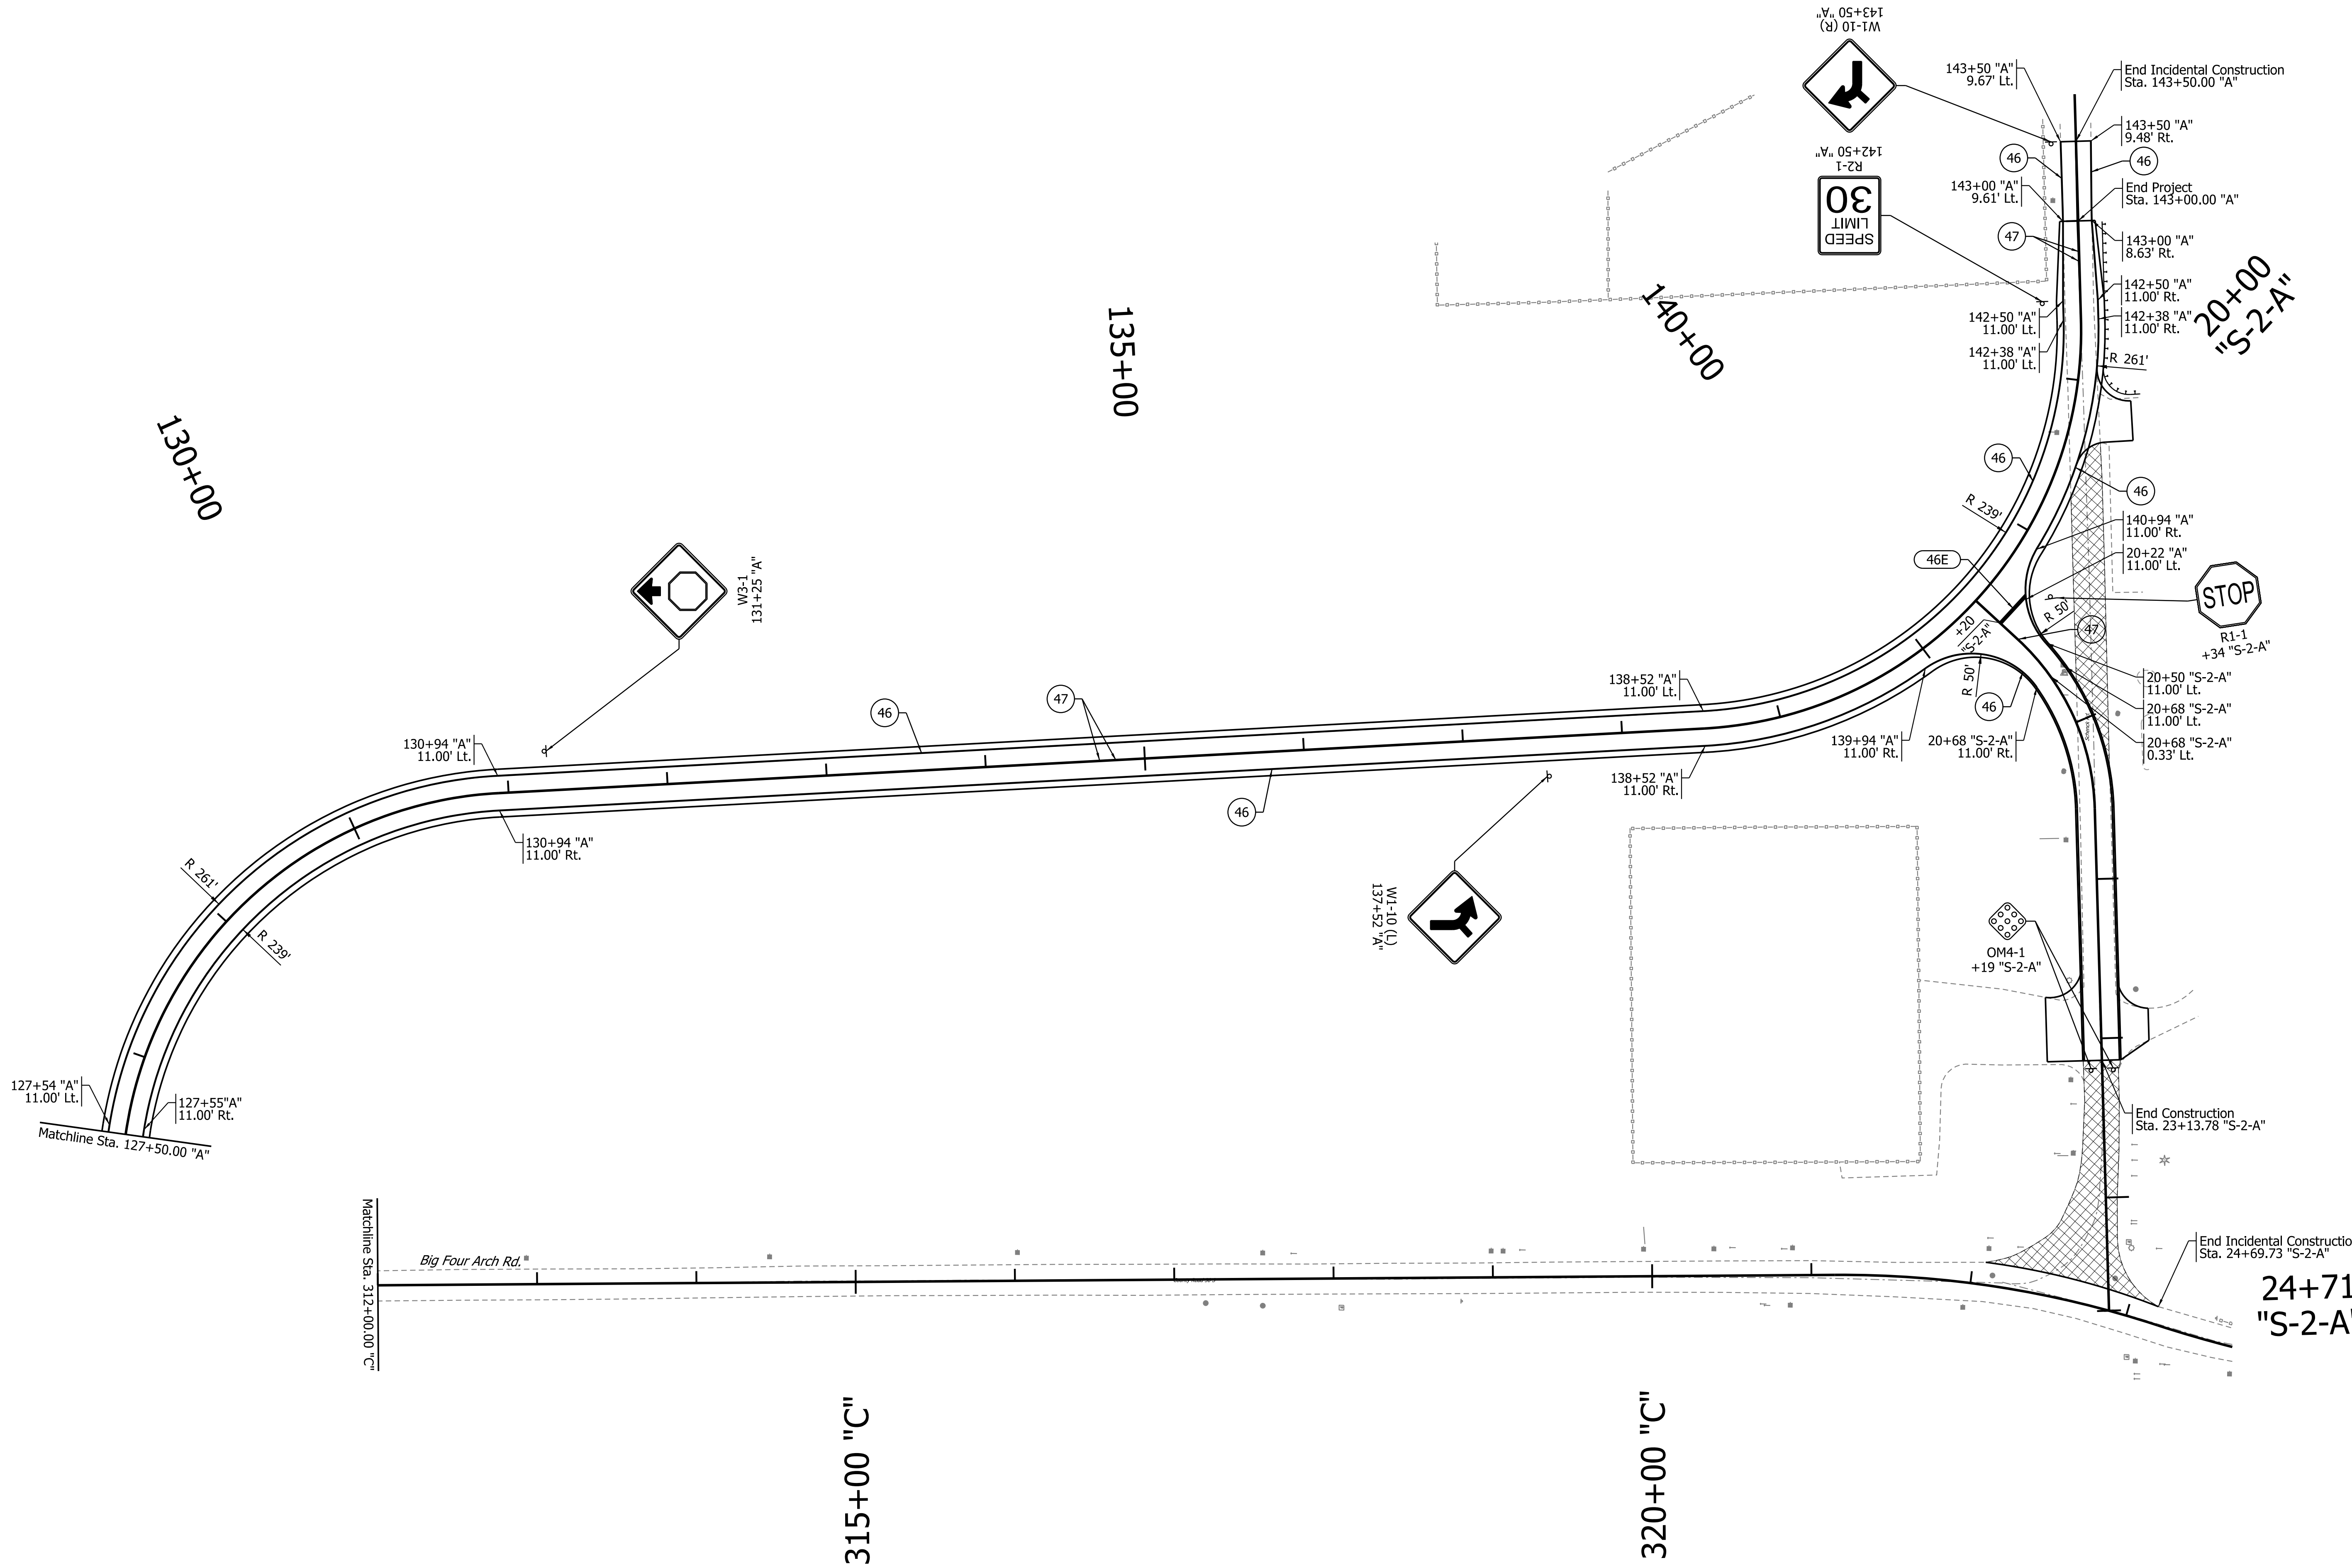 W1-10 (R)
143+50 "A"
143+50 "A"
9.67' Lt.
End Incidental Construction
Sta. 143+50.00 "A"
143+50 "A"
9.48' Rt.
46
46
R2-1
142+50 "A"
SPEED
LIMIT
30
143+00 "A"
9.61' Lt.
End Project
Sta. 143+00.00 "A"
47
143+00 "A"
8.63' Rt.
142+50 "A"
11.00' Rt.
142+50 "A"
11.00' Lt.
142+38 "A"
11.00' Rt.
142+38 "A"
11.00' Lt.
R 261'
20+00
"S-2-A"
140+00
135+00
130+00
46
46
R 239'
140+94 "A"
11.00' Rt.
46E
20+22 "A"
11.00' Lt.
STOP
R1-1
+34 "S-2-A"
R 50'
+20
"S-2-A"
47
W3-1
131+25 "A"
R 50'
46
20+50 "S-2-A"
11.00' Lt.
20+68 "S-2-A"
11.00' Lt.
20+68 "S-2-A"
0.33' Lt.
138+52 "A"
11.00' Lt.
46
47
130+94 "A"
11.00' Lt.
139+94 "A"
11.00' Rt.
20+68 "S-2-A"
11.00' Rt.
138+52 "A"
11.00' Rt.
46
130+94 "A"
11.00' Rt.
R 261'
R 239'
W1-10 (L)
137+52 "A"
OM4-1
+19 "S-2-A"
127+54 "A"
11.00' Lt.
127+55"A"
11.00' Rt.
Matchline Sta. 127+50.00 "A"
End Construction
Sta. 23+13.78 "S-2-A"
Matchline Sta. 312+00.00 "C"
Big Four Arch Rd.
End Incidental Constructio
Sta. 24+69.73 "S-2-A"
24+71
"S-2-A"
315+00 "C"
320+00 "C"